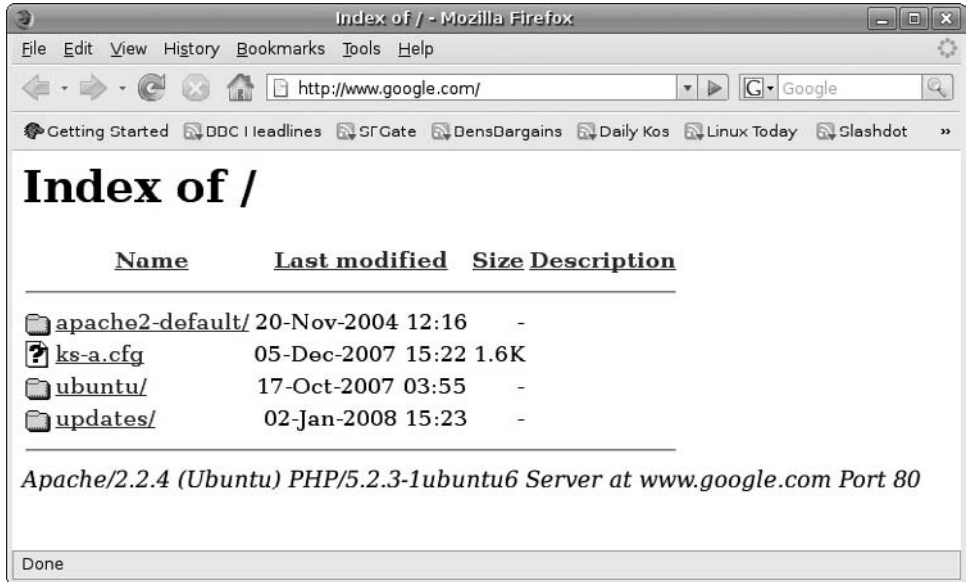 Index of / - Mozilla Firefox
File Edit View History Bookmarks Tools Help
http://www.google.com/ G Google
Getting Started BBC Headlines SFGate BensBargains Daily Kos Linux Today Slashdot »
Index of /
Name Last modified Size Description
apache2-default/ 20-Nov-2004 12:16 -
? ks-a.cfg 05-Dec-2007 15:22 1.6K
ubuntu/ 17-Oct-2007 03:55 -
updates/ 02-Jan-2008 15:23 -
Apache/2.2.4 (Ubuntu) PHP/5.2.3-1ubuntu6 Server at www.google.com Port 80
Done